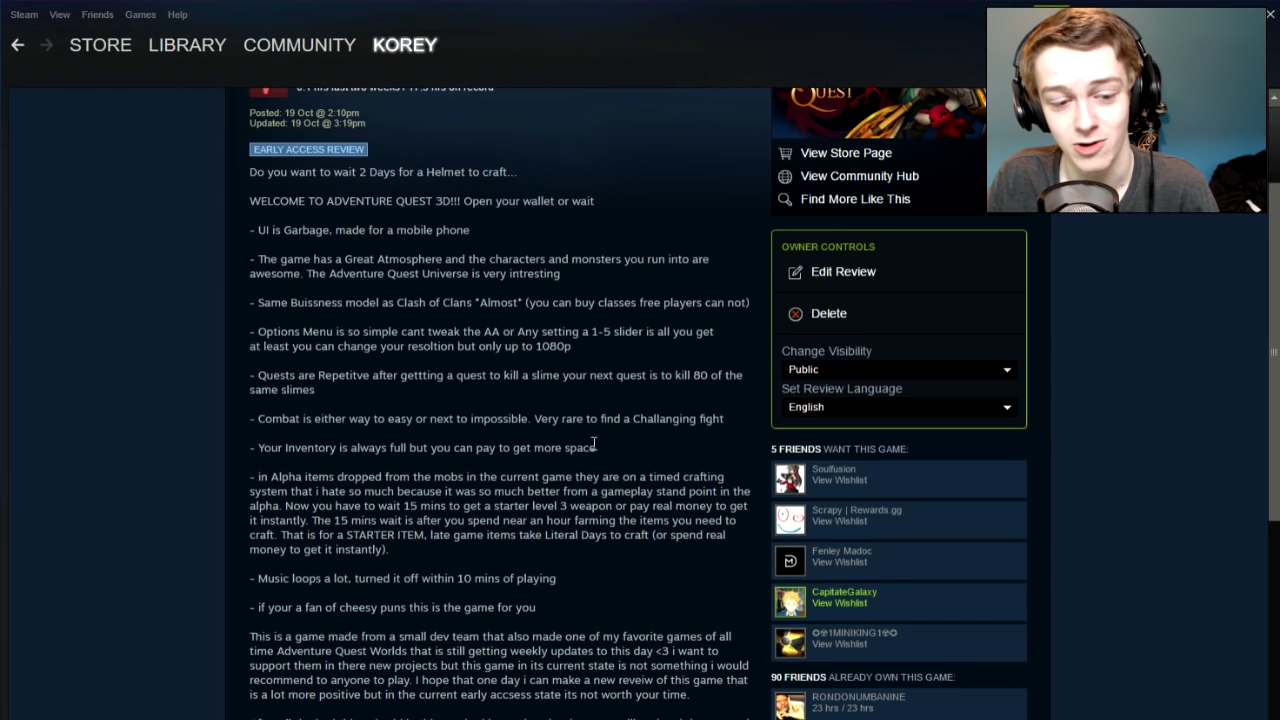 Steam View Friends Games Help
STORE LIBRARY COMMUNITY KOREY
QUEST
Posted: 19 Oct @ 2:10pm
Updated: 19 Oct @ 3:19pm
EARLY ACCESS REVIEW
Do you want to wait 2 Days for a Helmet to craft...
WELCOME TO ADVENTURE QUEST 3D!!! Open your wallet or wait
- UI is Garbage, made for a mobile phone
- The game has a Great Atmosphere and the characters and monsters you run into are
awesome. The Adventure Quest Universe is very intresting
- Same Buissness model as Clash of Clans *Almost* (you can buy classes free players can not)
- Options Menu is so simple cant tweak the AA or Any setting a 1-5 slider is all you get
at least you can change your resoltion but only up to 1080p
- Quests are Repetitve after gettting a quest to kill a slime your next quest is to kill 80 of the
same slimes
- Combat is either way to easy or next to impossible. Very rare to find a Challanging fight
- Your Inventory is always full but you can pay to get more space
- in Alpha items dropped from the mobs in the current game they are on a timed crafting
system that i hate so much because it was so much better from a gameplay stand point in the
alpha. Now you have to wait 15 mins to get a starter level 3 weapon or pay real money to get
it instantly. The 15 mins wait is after you spend near an hour farming the items you need to
craft. That is for a STARTER ITEM, late game items take Literal Days to craft (or spend real
money to get it instantly).
- Music loops a lot, turned it off within 10 mins of playing
- if your a fan of cheesy puns this is the game for you
This is a game made from a small dev team that also made one of my favorite games of all
time Adventure Quest Worlds that is still getting weekly updates to this day <3 i want to
support them in there new projects but this game in its current state is not something i would
recommend to anyone to play. I hope that one day i can make a new reveiw of this game that
is a lot more positive but in the current early accsess state its not worth your time.
View Store Page
View Community Hub
Find More Like This
OWNER CONTROLS
Edit Review
Delete
Change Visibility
Public
Set Review Language
English
5 FRIENDS WANT THIS GAME:
Soulfusion
View Wishlist
Scrapy | Rewards.gg
View Wishlist
Fenley Madoc
View Wishlist
CapitateGalaxy
View Wishlist
✪☢1MINIKING1☢✪
View Wishlist
90 FRIENDS ALREADY OWN THIS GAME:
RONDONUMBANINE
23 hrs / 23 hrs